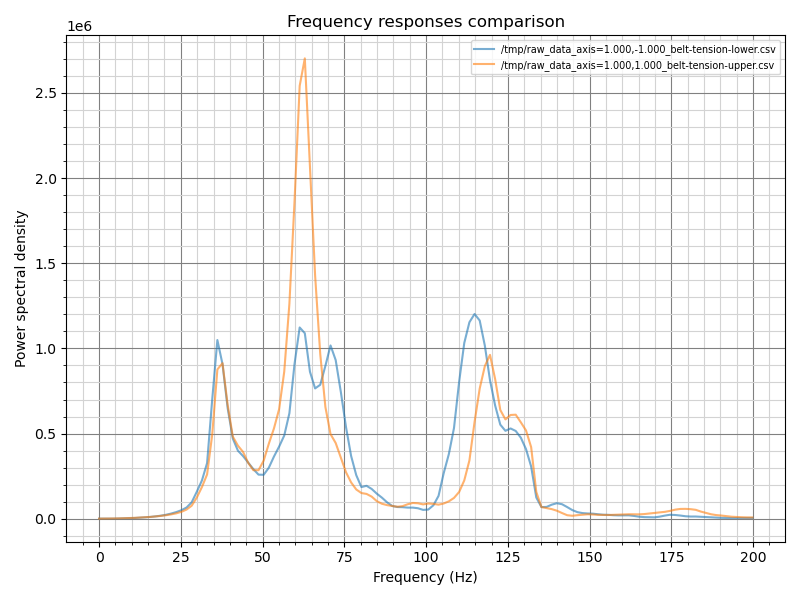 Frequency responses comparison
1e6
/tmp/raw_data_axis=1.000,-1.000_belt-tension-lower.csv
/tmp/raw_data_axis=1.000,1.000_belt-tension-upper.csv
Power spectral density
2.5
2.0
1.5
1.0
0.5
0.0
0 25 50 75 100 125 150 175 200
Frequency (Hz)